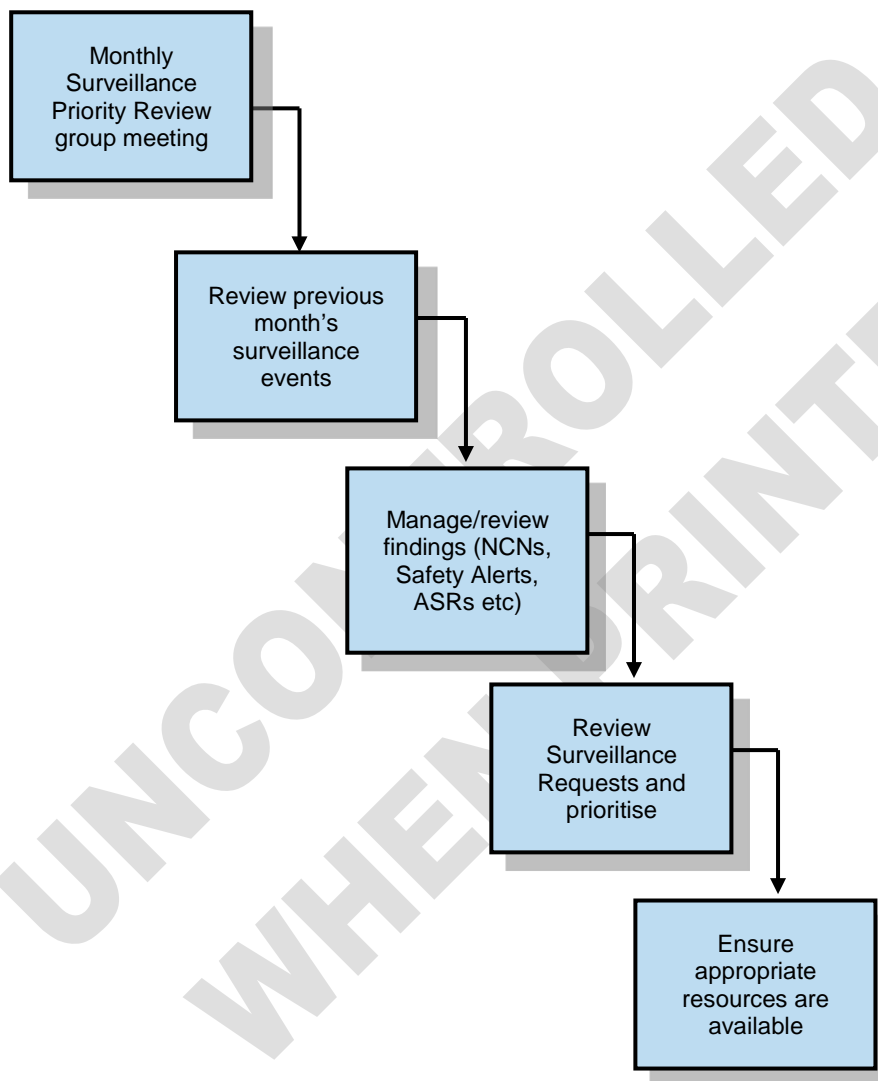 Monthly
Surveillance
Priority Review
group meeting
Review previous
month’s
surveillance
events
Manage/review
findings (NCNs,
Safety Alerts,
ASRs etc)
Review
Surveillance
Requests and
prioritise
Ensure
appropriate
resources are
available
UNCONTROLLED
WHEN PRINTE